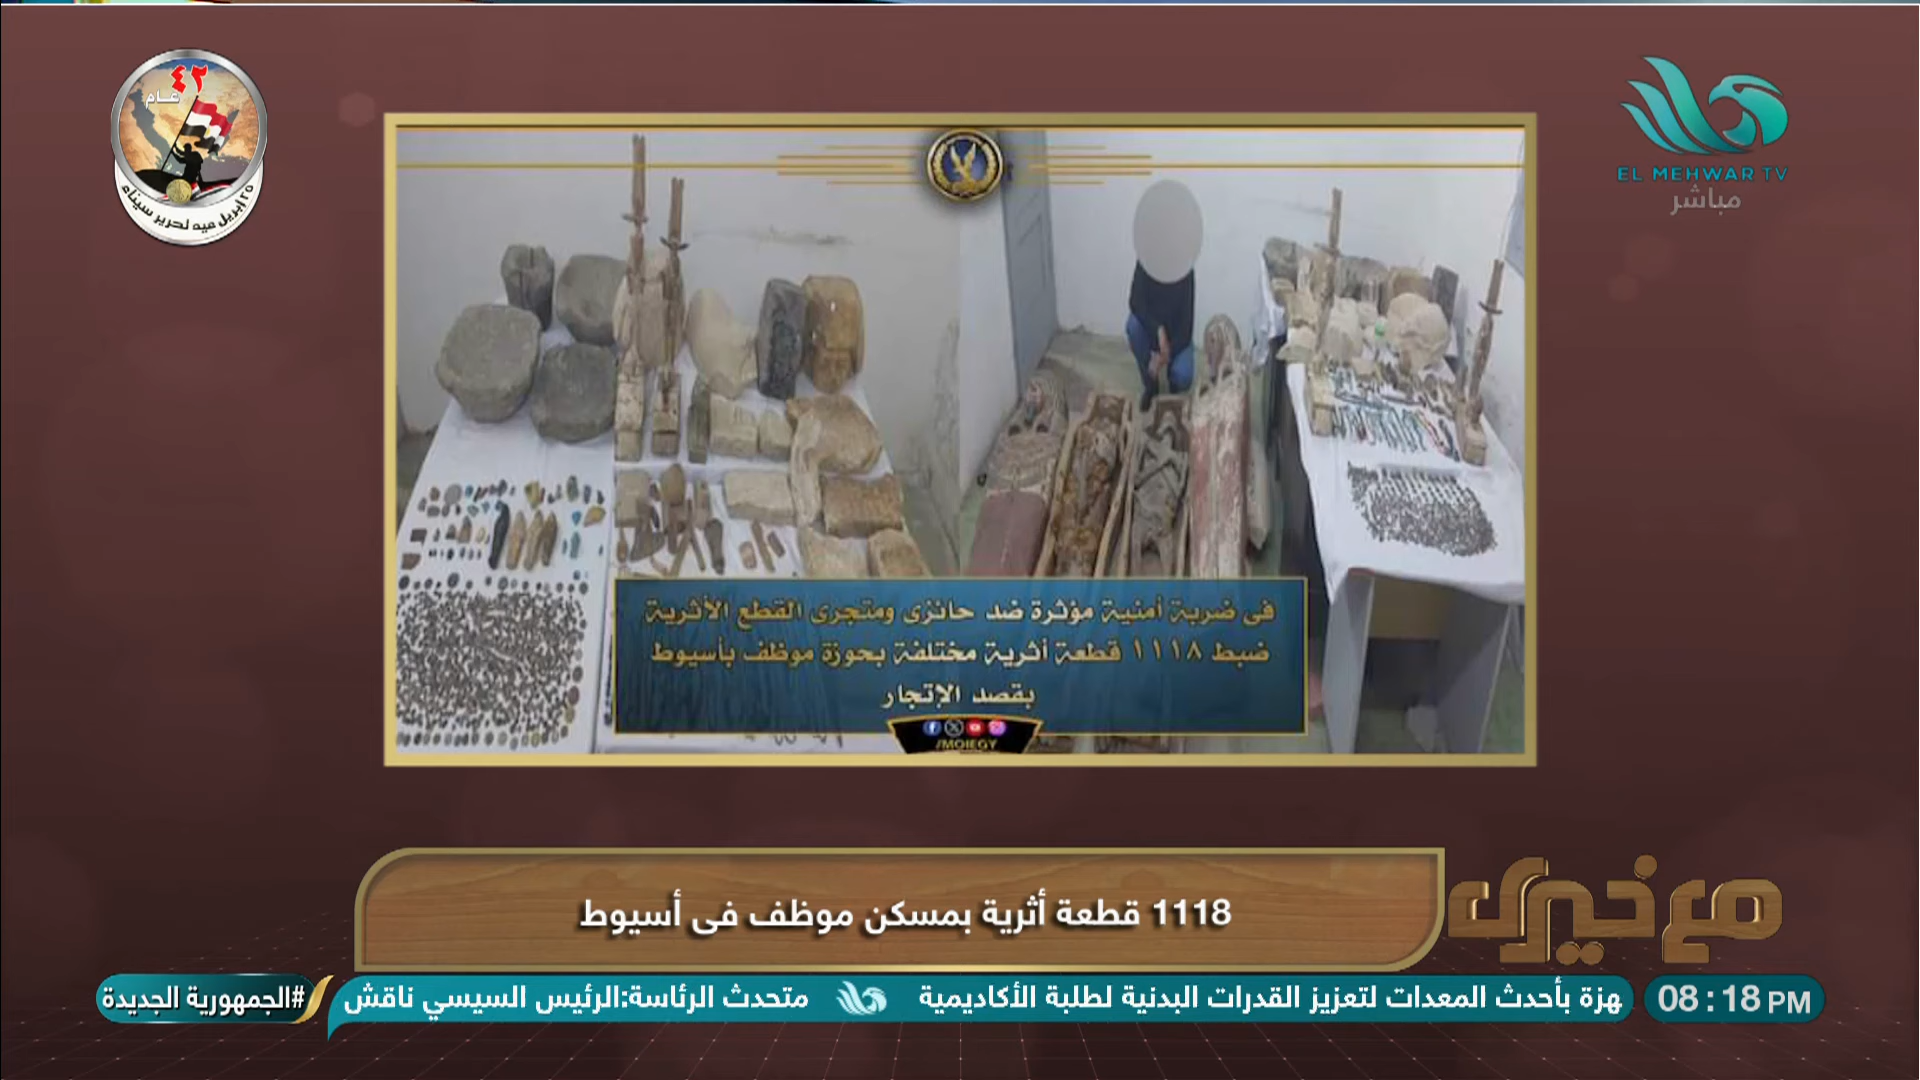 ٤٢
عـام
٢٥ ابريل عيد تحرير سيناء
EL MEHWAR TV
مباشر
فى ضربة أمنية مؤثرة ضد حائزى ومتجرى القطع الأثرية
ضبط ١١١٨ قطعة أثرية مختلفة بحوزة موظف بأسيوط
بقصد الإتجار
/MOIEGY
1118 قطعة أثرية بمسكن موظف فى أسيوط
مع خيري
هزة بأحدث المعدات لتعزيز القدرات البدنية لطلبة الأكاديمية
متحدث الرئاسة:الرئيس السيسي ناقش
#الجمهورية الجديدة
08:18 PM